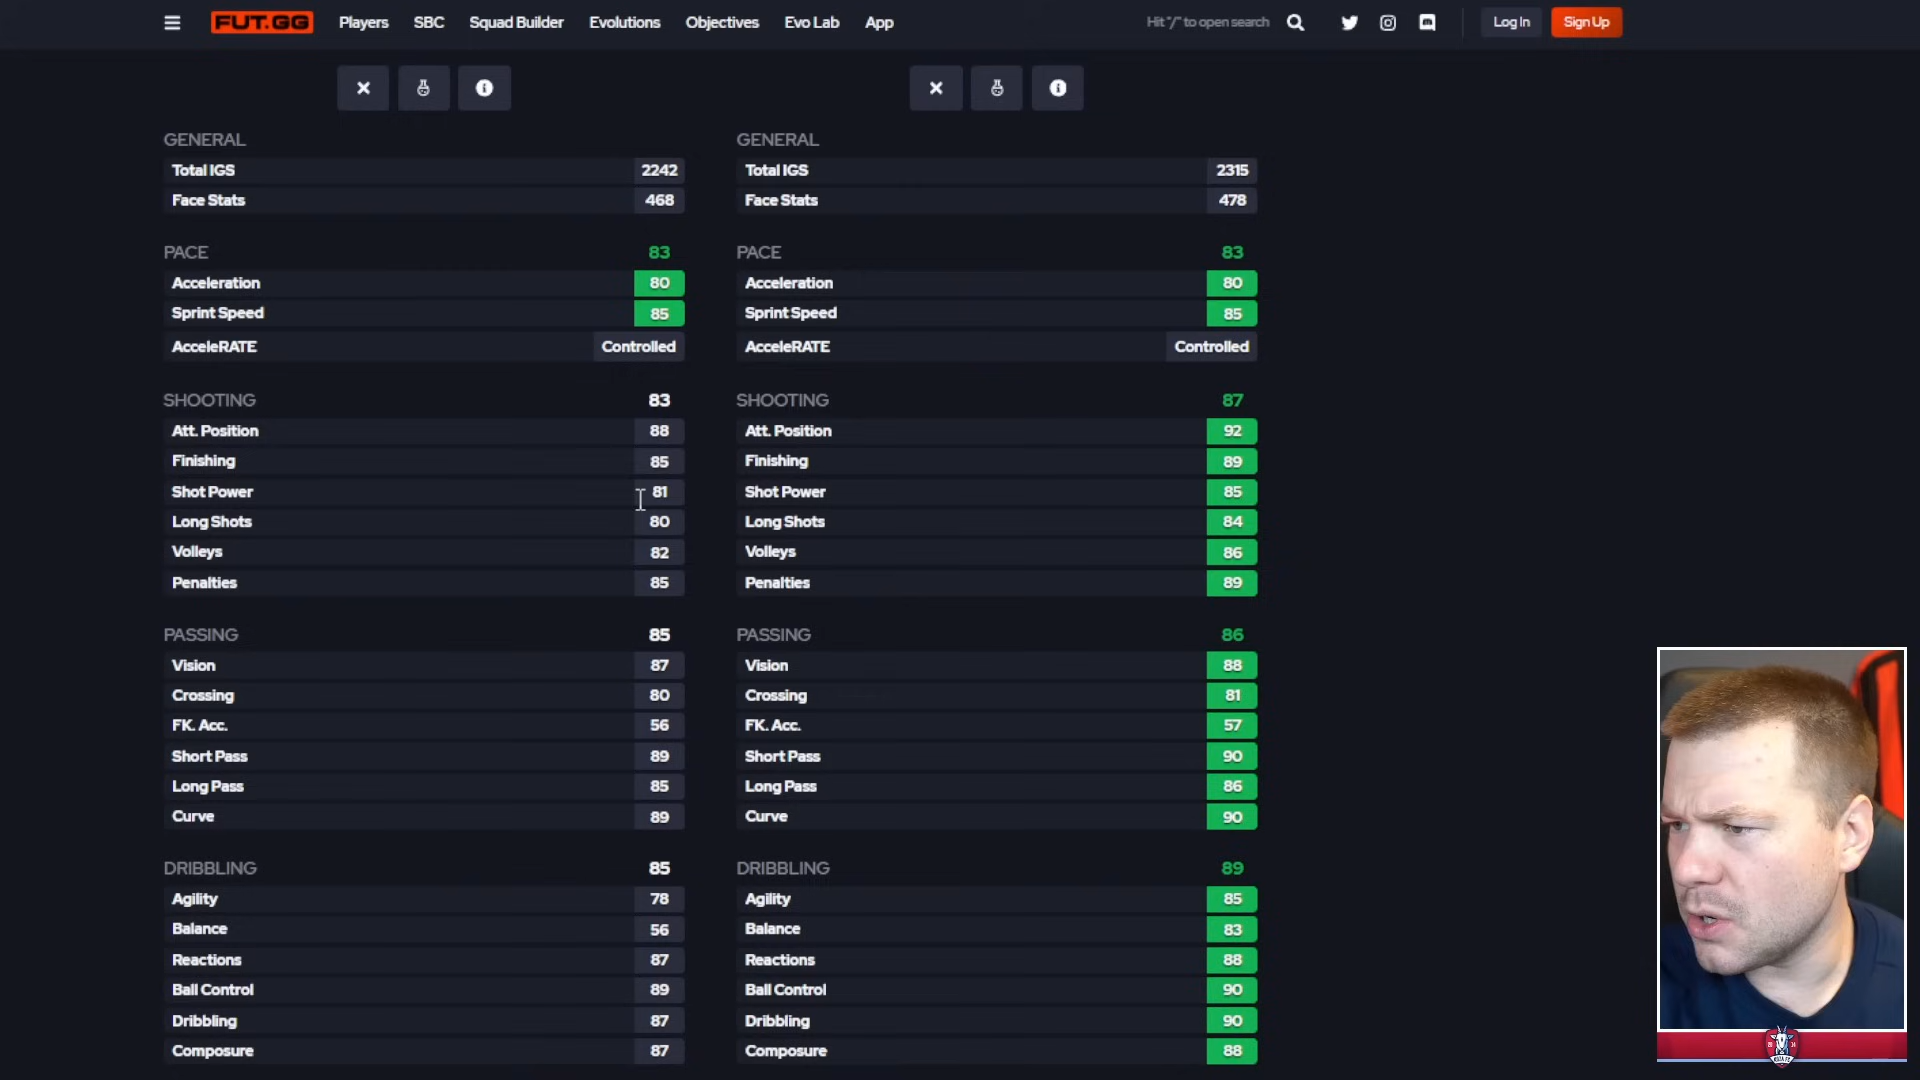 FUT.GG Players SBC Squad Builder Evolutions Objectives Evo Lab App Hit "/" to open search Log In Sign Up
GENERAL GENERAL
Total IGS 2242 Total IGS 2315
Face Stats 468 Face Stats 478
PACE 83 PACE 83
Acceleration 80 Acceleration 80
Sprint Speed 85 Sprint Speed 85
AcceleRATE Controlled AcceleRATE Controlled
SHOOTING 83 SHOOTING 87
Att. Position 88 Att. Position 92
Finishing 85 Finishing 89
Shot Power 81 Shot Power 85
Long Shots 80 Long Shots 84
Volleys 82 Volleys 86
Penalties 85 Penalties 89
PASSING 85 PASSING 86
Vision 87 Vision 88
Crossing 80 Crossing 81
FK. Acc. 56 FK. Acc. 57
Short Pass 89 Short Pass 90
Long Pass 85 Long Pass 86
Curve 89 Curve 90
DRIBBLING 85 DRIBBLING 89
Agility 78 Agility 85
Balance 56 Balance 83
Reactions 87 Reactions 88
Ball Control 89 Ball Control 90
Dribbling 87 Dribbling 90
Composure 87 Composure 88